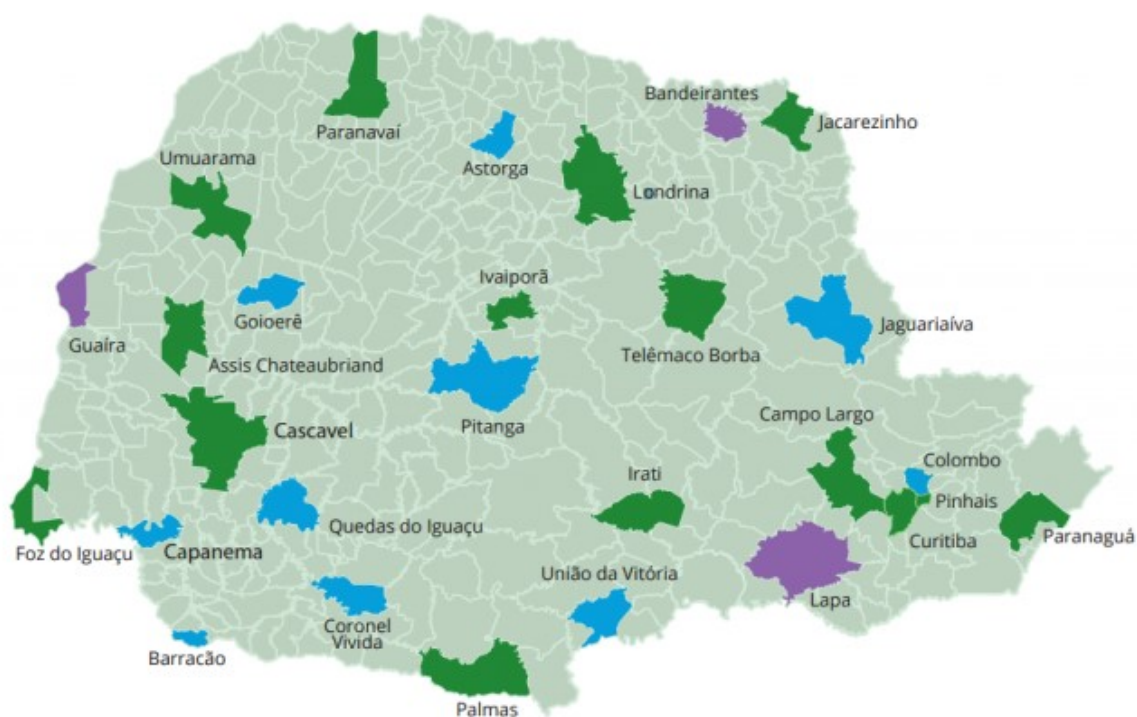 Bandeirantes
Jacarezinho
Paranavaí
Umuarama
Astorga
Londrina
Ivaiporã
Goioerê
Jaguariaíva
Guaíra
Telêmaco Borba
Assis Chateaubriand
Campo Largo
Pitanga
Cascavel
Colombo
Irati
Pinhais
Quedas do Iguaçu
Paranaguá
Curitiba
Foz do Iguaçu
Capanema
União da Vitória
Lapa
Coronel
Vivida
Barracão
Palmas